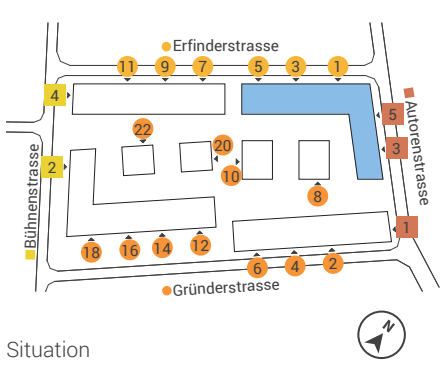 Erfinderstrasse
11 9 7 5 3 1
4
5
Autorenstrasse
22
3
20
2
10
8
Bühnenstrasse
1
18 16 14 12
6 4 2
Gründerstrasse
N
Situation